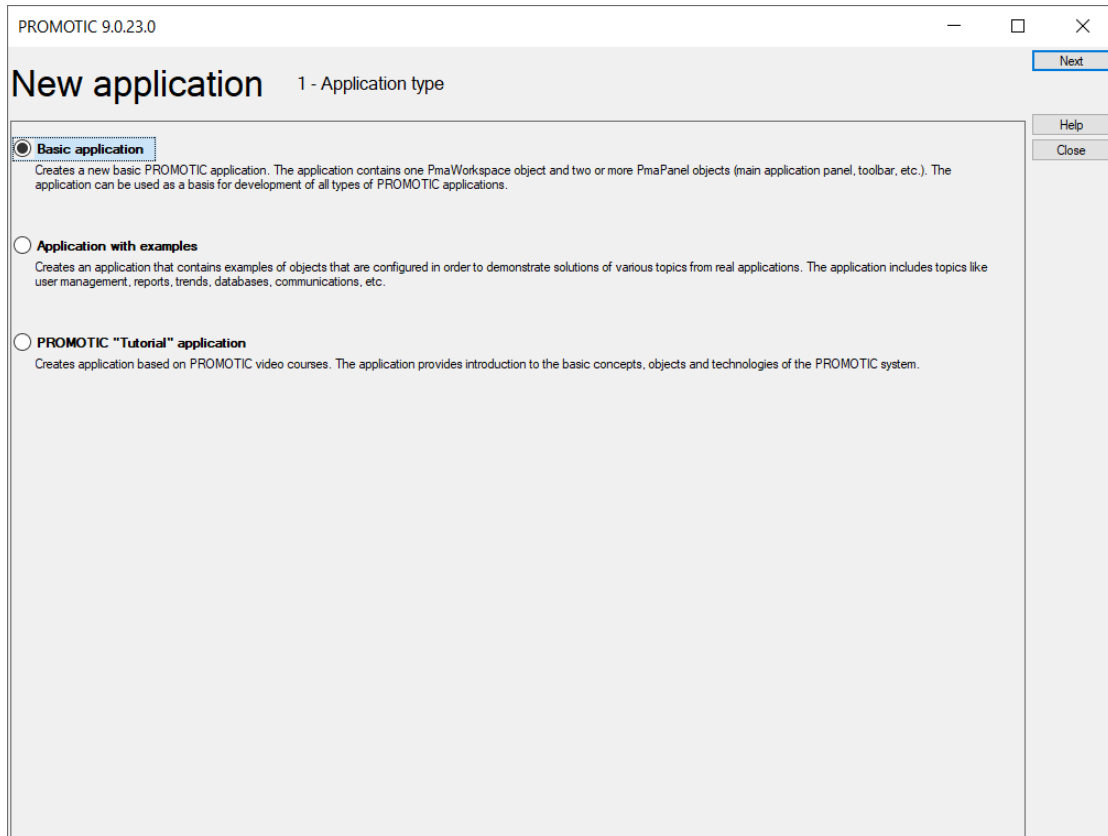 PROMOTIC 9.0.23.0
Next
New application
1 - Application type
Help
Close
Basic application
Creates a new basic PROMOTIC application. The application contains one PmaWorkspace object and two or more PmaPanel objects (main application panel, toolbar, etc.). The
application can be used as a basis for development of all types of PROMOTIC applications.
Application with examples
Creates an application that contains examples of objects that are configured in order to demonstrate solutions of various topics from real applications. The application includes topics like
user management, reports, trends, databases, communications, etc.
PROMOTIC "Tutorial" application
Creates application based on PROMOTIC video courses. The application provides introduction to the basic concepts, objects and technologies of the PROMOTIC system.